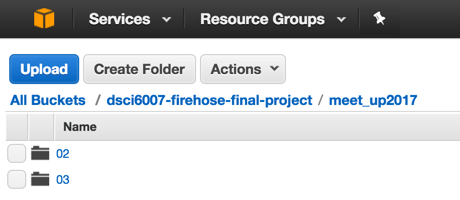 Services Resource Groups
Upload Create Folder Actions
All Buckets / dsci6007-firehose-final-project / meet_up2017
Name
02
03